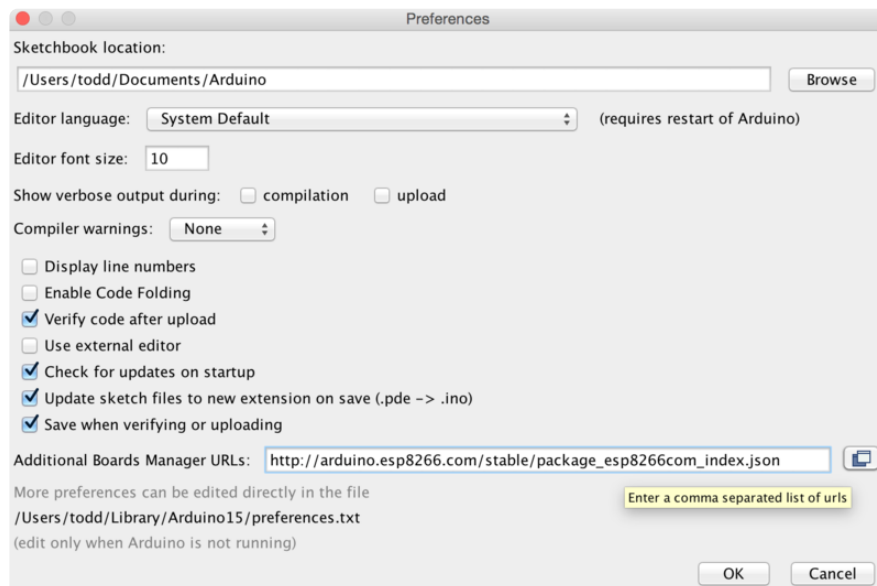 Preferences
Sketchbook location:
/Users/todd/Documents/Arduino Browse
Editor language: System Default (requires restart of Arduino)
Editor font size: 10
Show verbose output during: compilation upload
Compiler warnings: None
Display line numbers
Enable Code Folding
Verify code after upload
Use external editor
Check for updates on startup
Update sketch files to new extension on save (.pde -> .ino)
Save when verifying or uploading
Additional Boards Manager URLs: http://arduino.esp8266.com/stable/package_esp8266com_index.json
More preferences can be edited directly in the file
Enter a comma separated list of urls
/Users/todd/Library/Arduino15/preferences.txt
(edit only when Arduino is not running)
OK Cancel